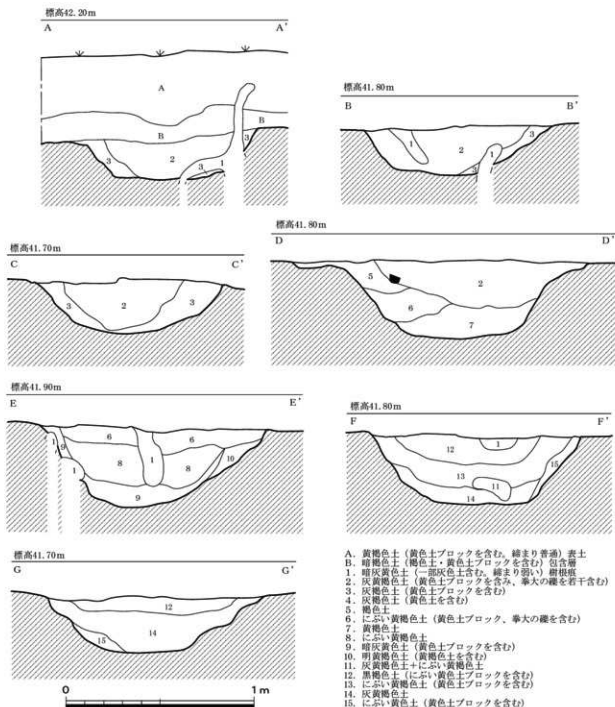 標高42.20m
A A'
A
B
B
3 2 3 1 3
標高41.80m
B B'
1 2 1 3 3
標高41.70m
C C'
3 2 3
標高41.80m
D D'
5 2
6
7
標高41.90m
E E'
1 9 6 1 6 10
1 8 8
9
標高41.80m
F F'
12 1 15
13 11
14
標高41.70m
G G'
12
14
15
0 1m
A. 黄褐色土(黄色土ブロックを含む。締まり普通)表土
B. 暗褐色土(褐色土・黄色土ブロックを含む)包含層
1. 暗灰黄色土(一部灰色土含む。締まり弱い)樹根痕
2. 灰黄褐色土(黄色土ブロックを含み、拳大の礫を若干含む)
3. 灰褐色土(黄色土ブロックを含む)
4. 灰褐色土(黄色土を含む)
5. 褐色土
6. にぶい黄褐色土(黄色土ブロック、拳大の礫を含む)
7. 黄褐色土
8. にぶい黄褐色土
9. 暗灰黄色土(黄色土ブロックを含む)
10. 明黄褐色土(黄褐色土を含む)
11. 灰黄褐色土+にぶい黄褐色土
12. 黒褐色土(にぶい黄色土ブロックを含む)
13. にぶい黄褐色土(黄色土ブロックを含む)
14. 灰黄褐色土
15. にぶい黄色土(黄色土ブロックを含む)